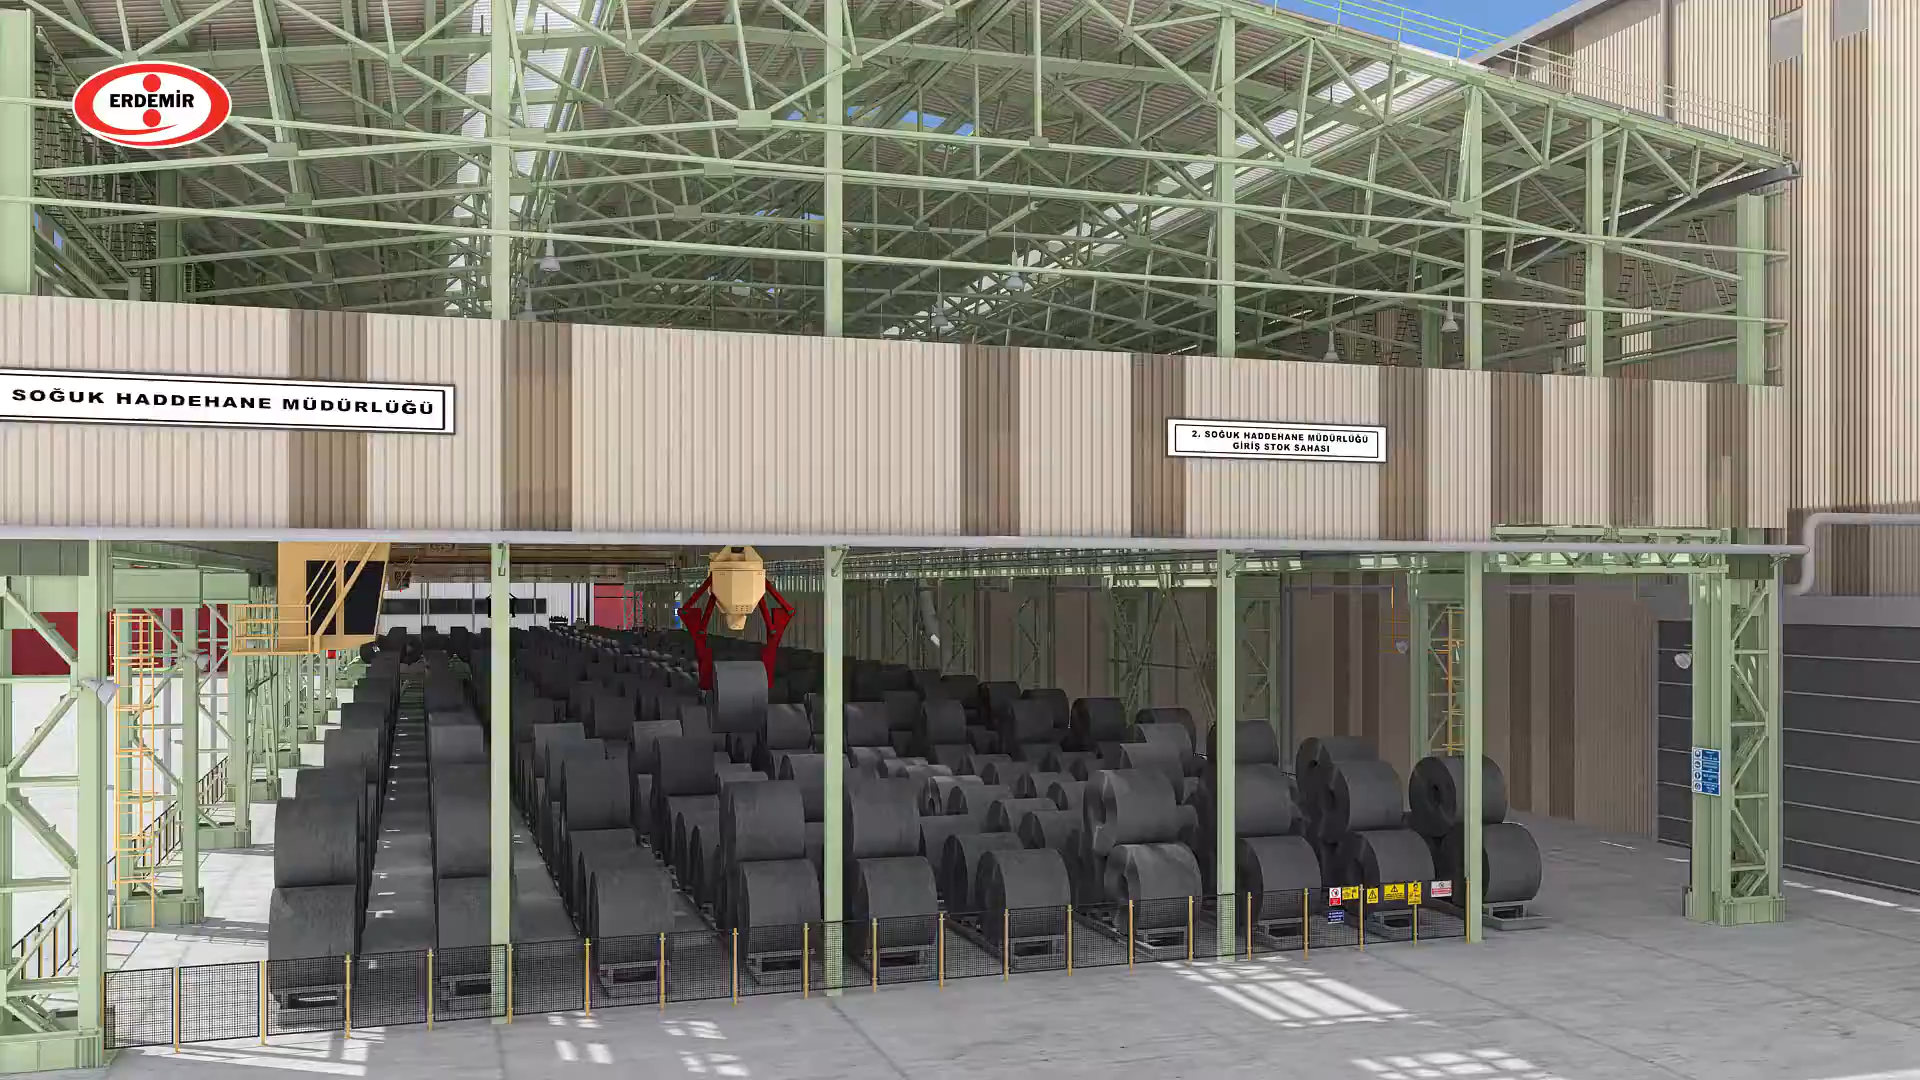 ERDEMİR
SOĞUK HADDEHANE MÜDÜRLÜĞÜ
2. SOĞUK HADDEHANE MÜDÜRLÜĞÜ
GİRİŞ STOK SAHASI